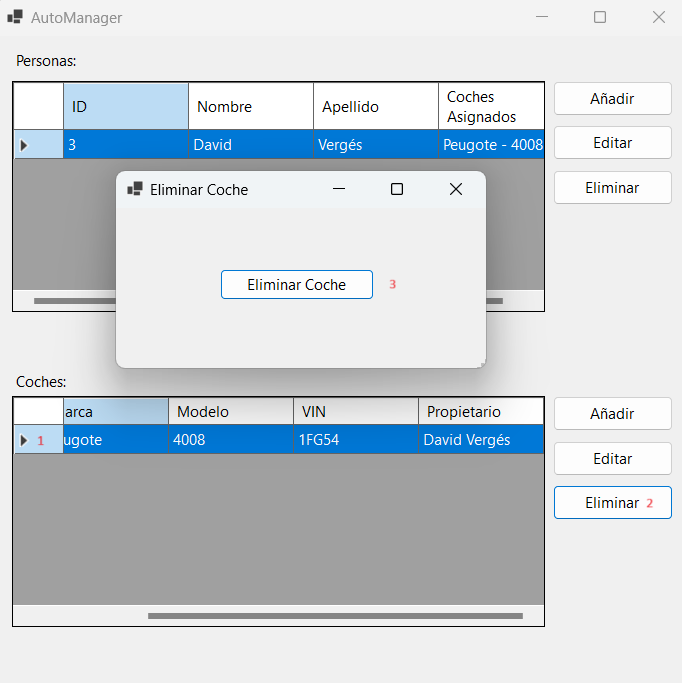 AutoManager
Personas:
ID Nombre Apellido Coches Asignados
3 David Vergés Peugote - 4008
Añadir
Editar
Eliminar
Eliminar Coche
Eliminar Coche 3
Coches:
arca Modelo VIN Propietario
1 ugote 4008 1FG54 David Vergés
Añadir
Editar
Eliminar 2